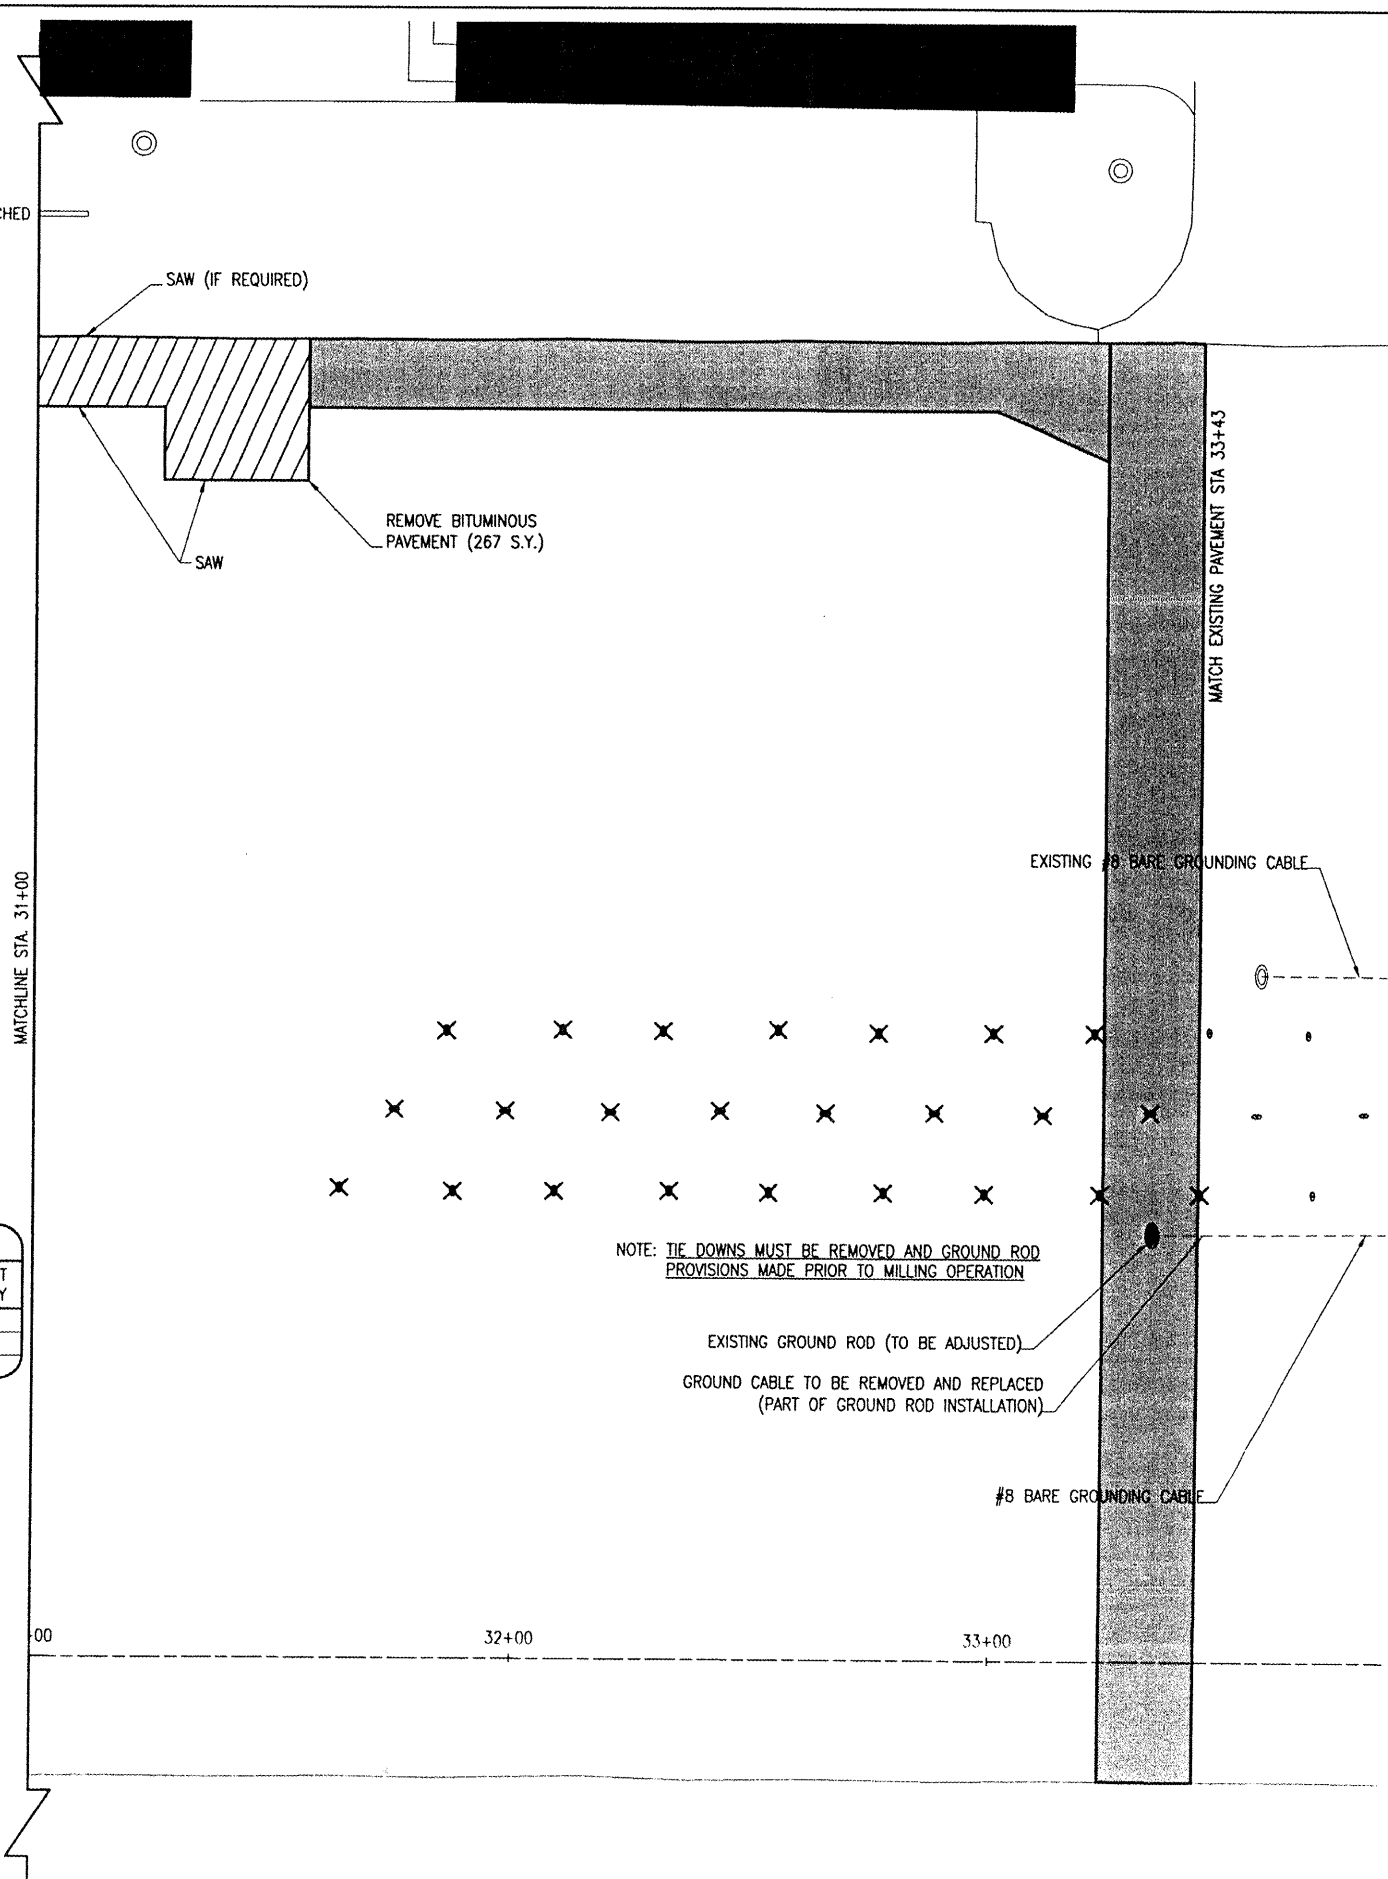 CHED
SAW (IF REQUIRED)
REMOVE BITUMINOUS
PAVEMENT (267 S.Y.)
SAW
MATCH EXISTING PAVEMENT STA 33+43
EXISTING #8 BARE GROUNDING CABLE
MATCHLINE STA. 31+00
NOTE: TIE DOWNS MUST BE REMOVED AND GROUND ROD
PROVISIONS MADE PRIOR TO MILLING OPERATION
T
Y
EXISTING GROUND ROD (TO BE ADJUSTED)
GROUND CABLE TO BE REMOVED AND REPLACED
(PART OF GROUND ROD INSTALLATION)
#8 BARE GROUNDING CABLE
+00
32+00
33+00